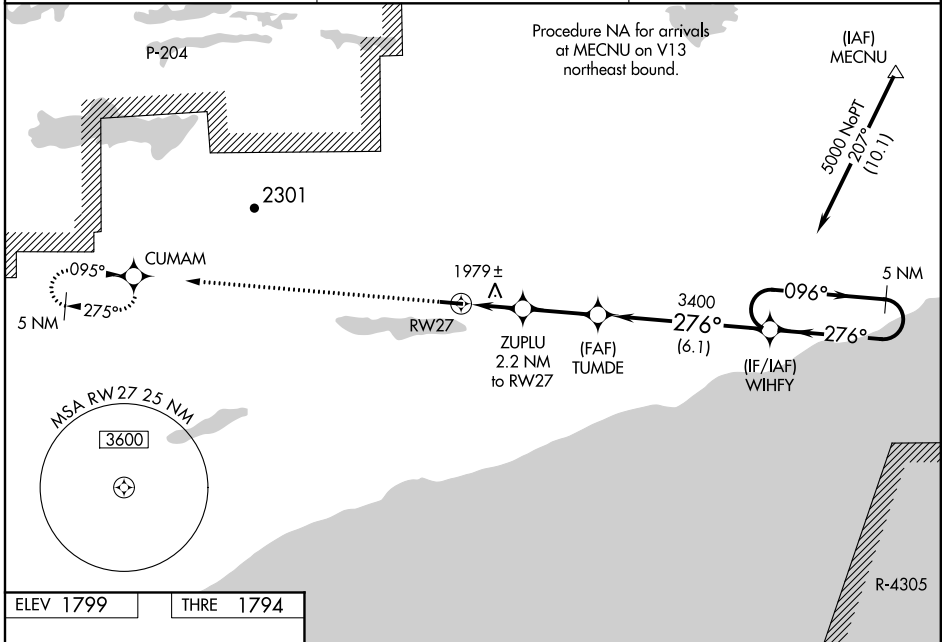 P-204
Procedure NA for arrivals
at MECNU on V13
northeast bound.
(IAF)
MECNU
5000 NoPT
207°
(10.1)
2301
CUMAM
095°
275°
5 NM
1979±
RW27
ZUPLU
2.2 NM
to RW27
(FAF)
TUMDE
3400
276°
(6.1)
096°
5 NM
276°
(IF/IAF)
WIHFY
MSA RW27 25 NM
3600
R-4305
ELEV 1799
THRE 1794